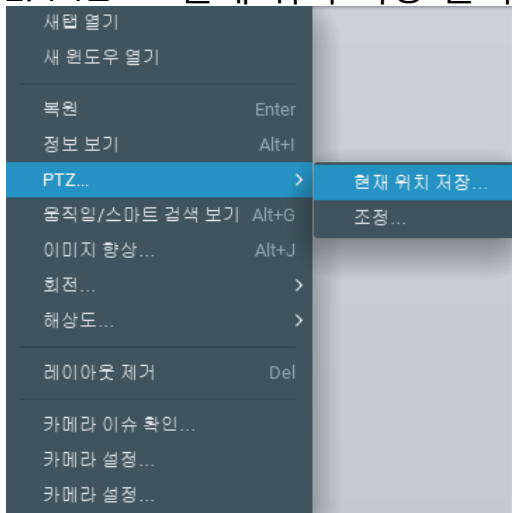 새탭 열기
새 윈도우 열기
복원 Enter
정보 보기 Alt+I
PTZ... >
현재 위치 저장...
움직임/스마트 검색 보기 Alt+G
조정...
이미지 향상... Alt+J
회전... >
해상도... >
레이아웃 제거 Del
카메라 이슈 확인...
카메라 설정...
카메라 설정...